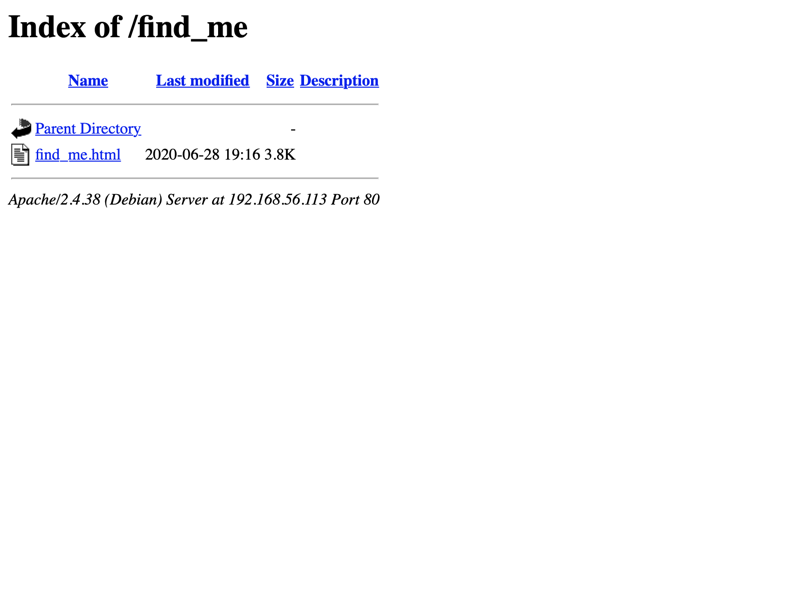 Index of /find_me
Name Last modified Size Description
Parent Directory -
find_me.html 2020-06-28 19:16 3.8K
Apache/2.4.38 (Debian) Server at 192.168.56.113 Port 80